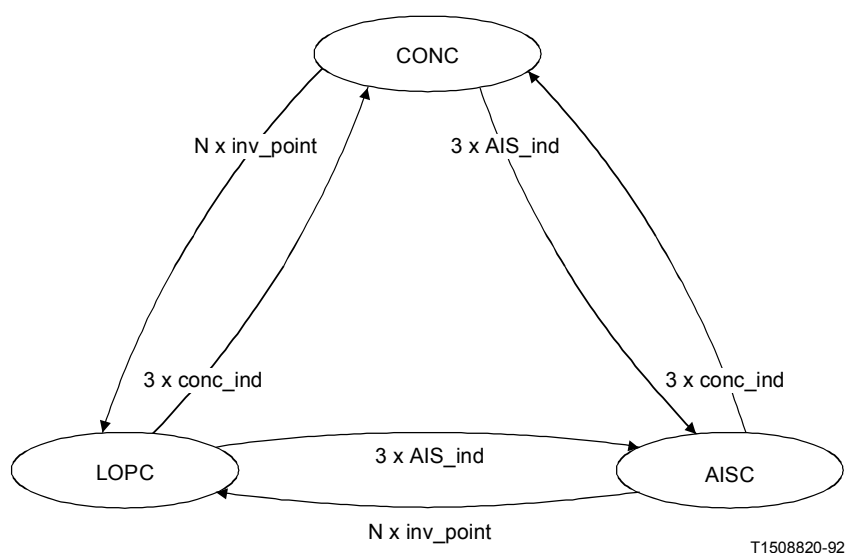 CONC
N x inv_point
3 x AIS_ind
3 x conc_ind
3 x conc_ind
3 x AIS_ind
LOPC
AISC
N x inv_point
T1508820-92